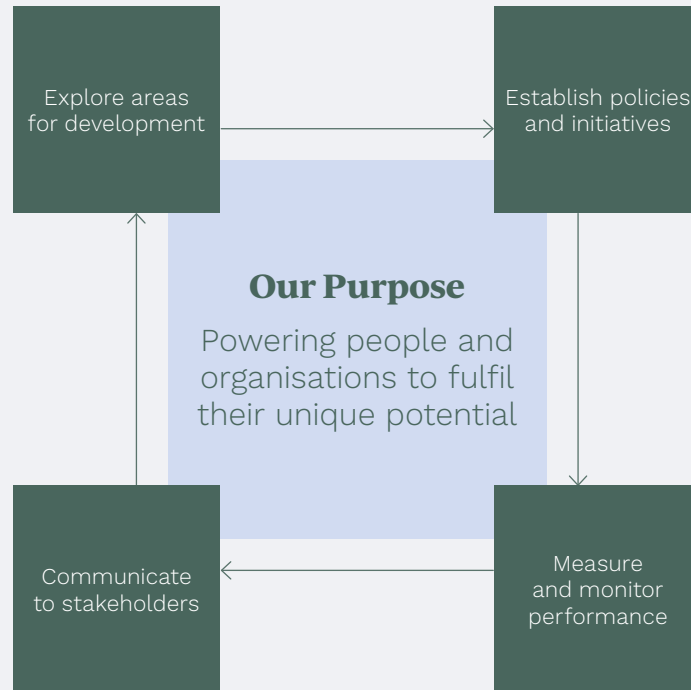 Explore areas
for development
Establish policies
and initiatives
Our Purpose
Powering people and
organisations to fulfil
their unique potential
Communicate
to stakeholders
Measure
and monitor
performance